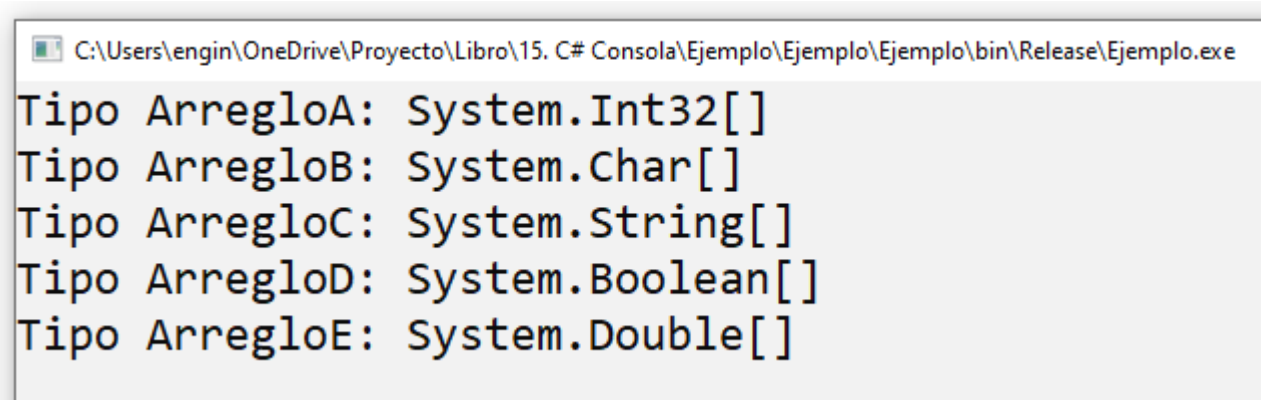 C:\Users\engin\OneDrive\Proyecto\Libro\15. C# Consola\Ejemplo\Ejemplo\Ejemplo\bin\Release\Ejemplo.exe
Tipo ArregloA: System.Int32[]
Tipo ArregloB: System.Char[]
Tipo ArregloC: System.String[]
Tipo ArregloD: System.Boolean[]
Tipo ArregloE: System.Double[]